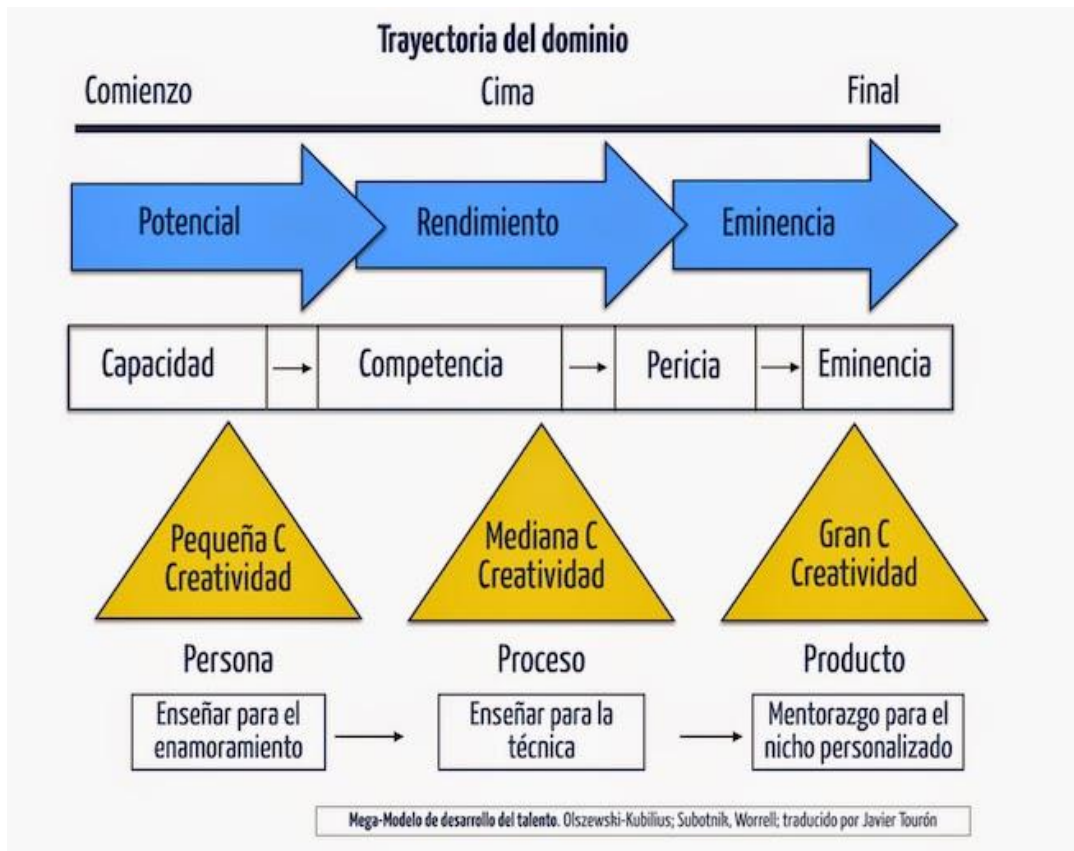 Trayectoria del dominio
Comienzo Cima Final
Potencial Rendimiento Eminencia
Capacidad Competencia Pericia Eminencia
Pequeña C
Creatividad
Mediana C
Creatividad
Gran C
Creatividad
Persona Proceso Producto
Enseñar para el
enamoramiento
Enseñar para la
técnica
Mentorazgo para el
nicho personalizado
Mega-Modelo de desarrollo del talento. Olszewski-Kubilius; Subotnik, Worrell; traducido por Javier Tourón